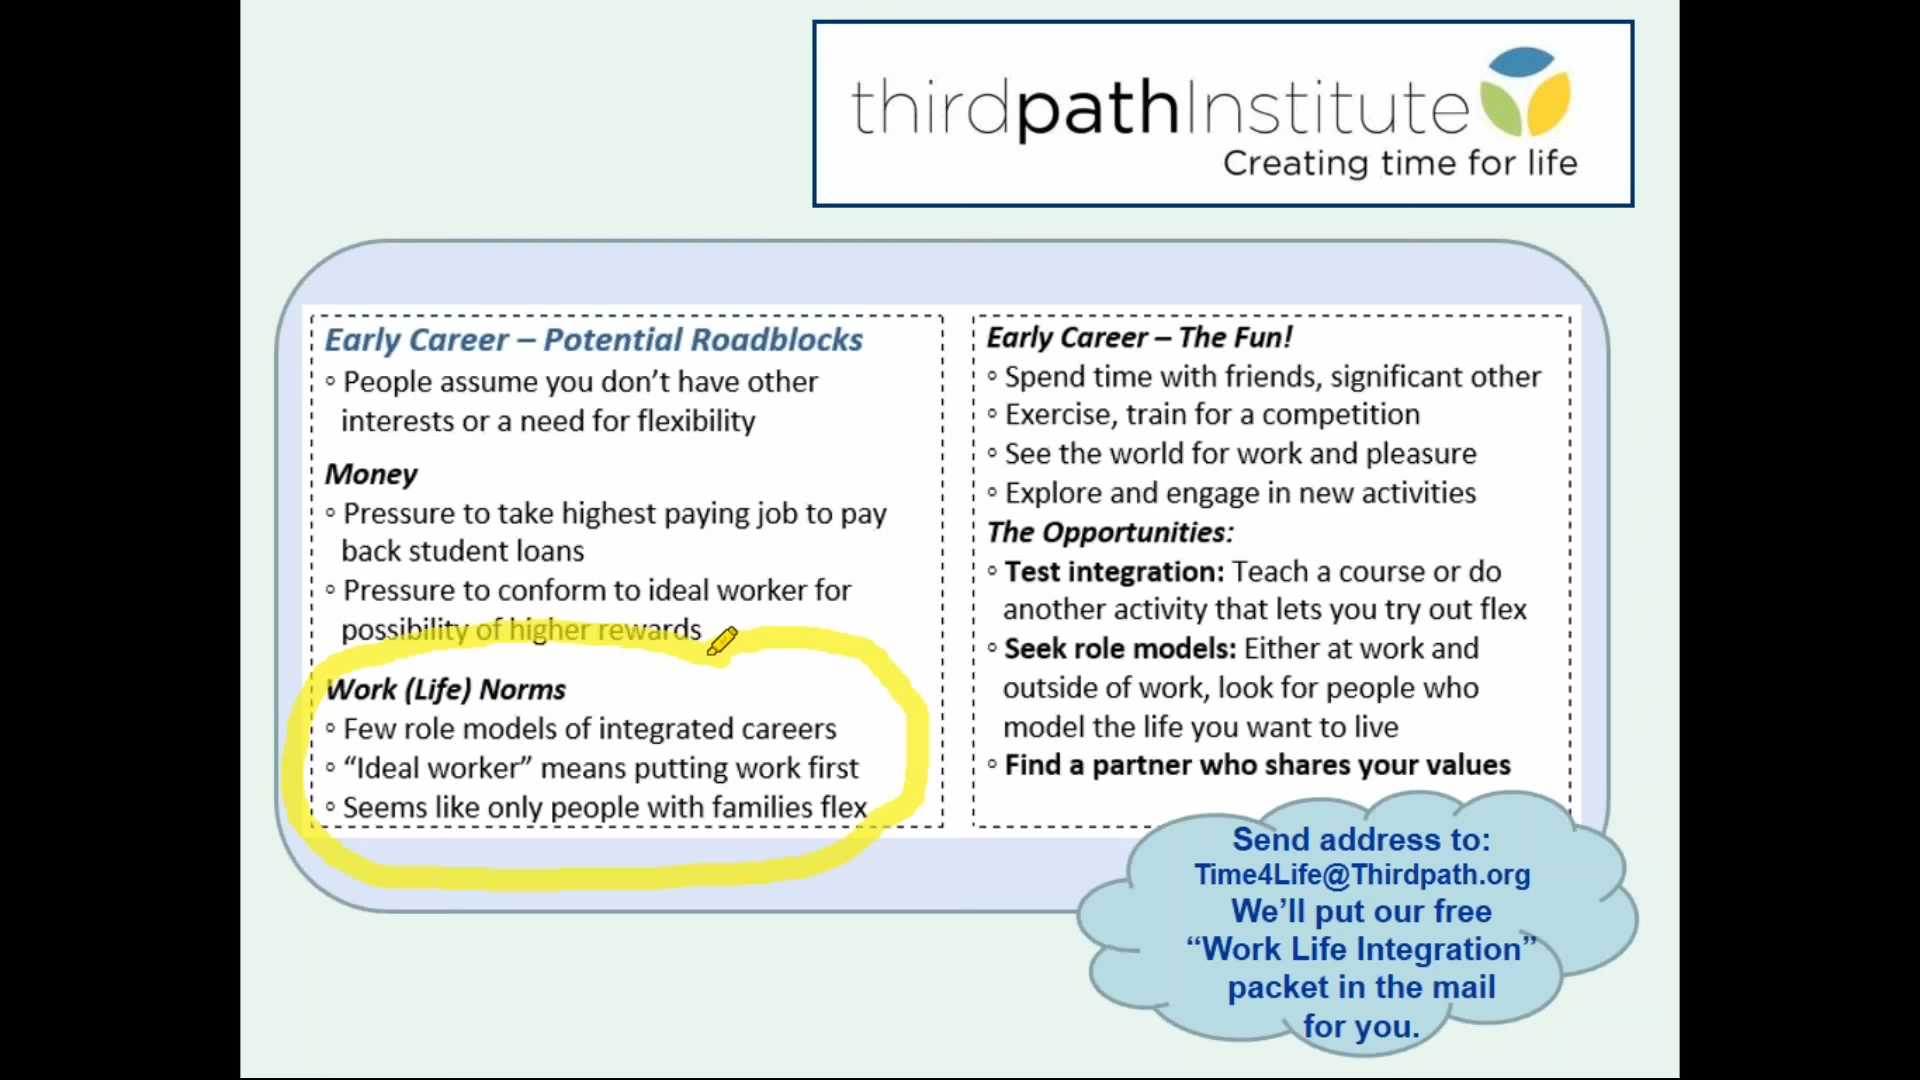 thirdpathInstitute
Creating time for life
Early Career – Potential Roadblocks
◦ People assume you don’t have other
interests or a need for flexibility
Money
◦ Pressure to take highest paying job to pay
back student loans
◦ Pressure to conform to ideal worker for
possibility of higher rewards
Work (Life) Norms
◦ Few role models of integrated careers
◦ “Ideal worker” means putting work first
◦ Seems like only people with families flex
Early Career – The Fun!
◦ Spend time with friends, significant other
◦ Exercise, train for a competition
◦ See the world for work and pleasure
◦ Explore and engage in new activities
The Opportunities:
◦ Test integration: Teach a course or do
another activity that lets you try out flex
◦ Seek role models: Either at work and
outside of work, look for people who
model the life you want to live
◦ Find a partner who shares your values
Send address to:
Time4Life@Thirdpath.org
We’ll put our free
“Work Life Integration”
packet in the mail
for you.